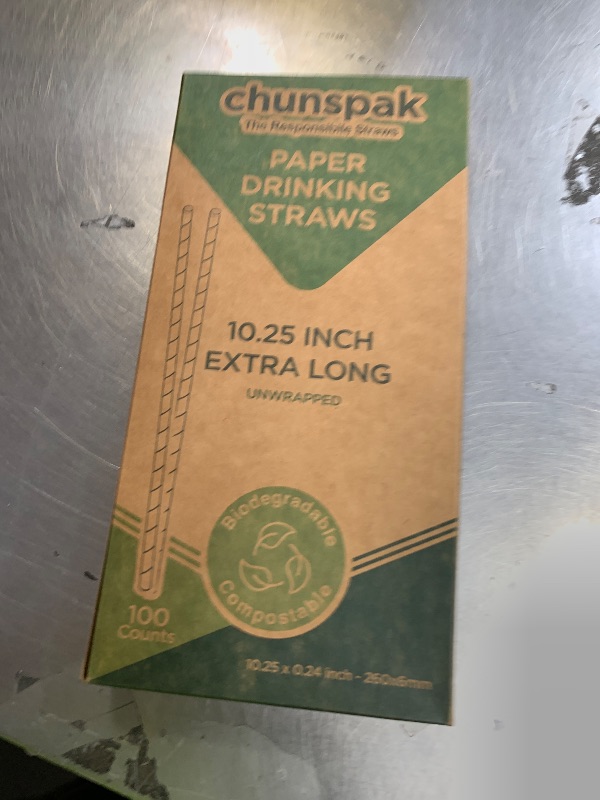 chunspak
The Responsible Straws
PAPER
DRINKING
STRAWS
10.25 INCH
EXTRA LONG
UNWRAPPED
Biodegradable
Compostable
100
Counts
10.25 x 0.24 inch - 260x6mm